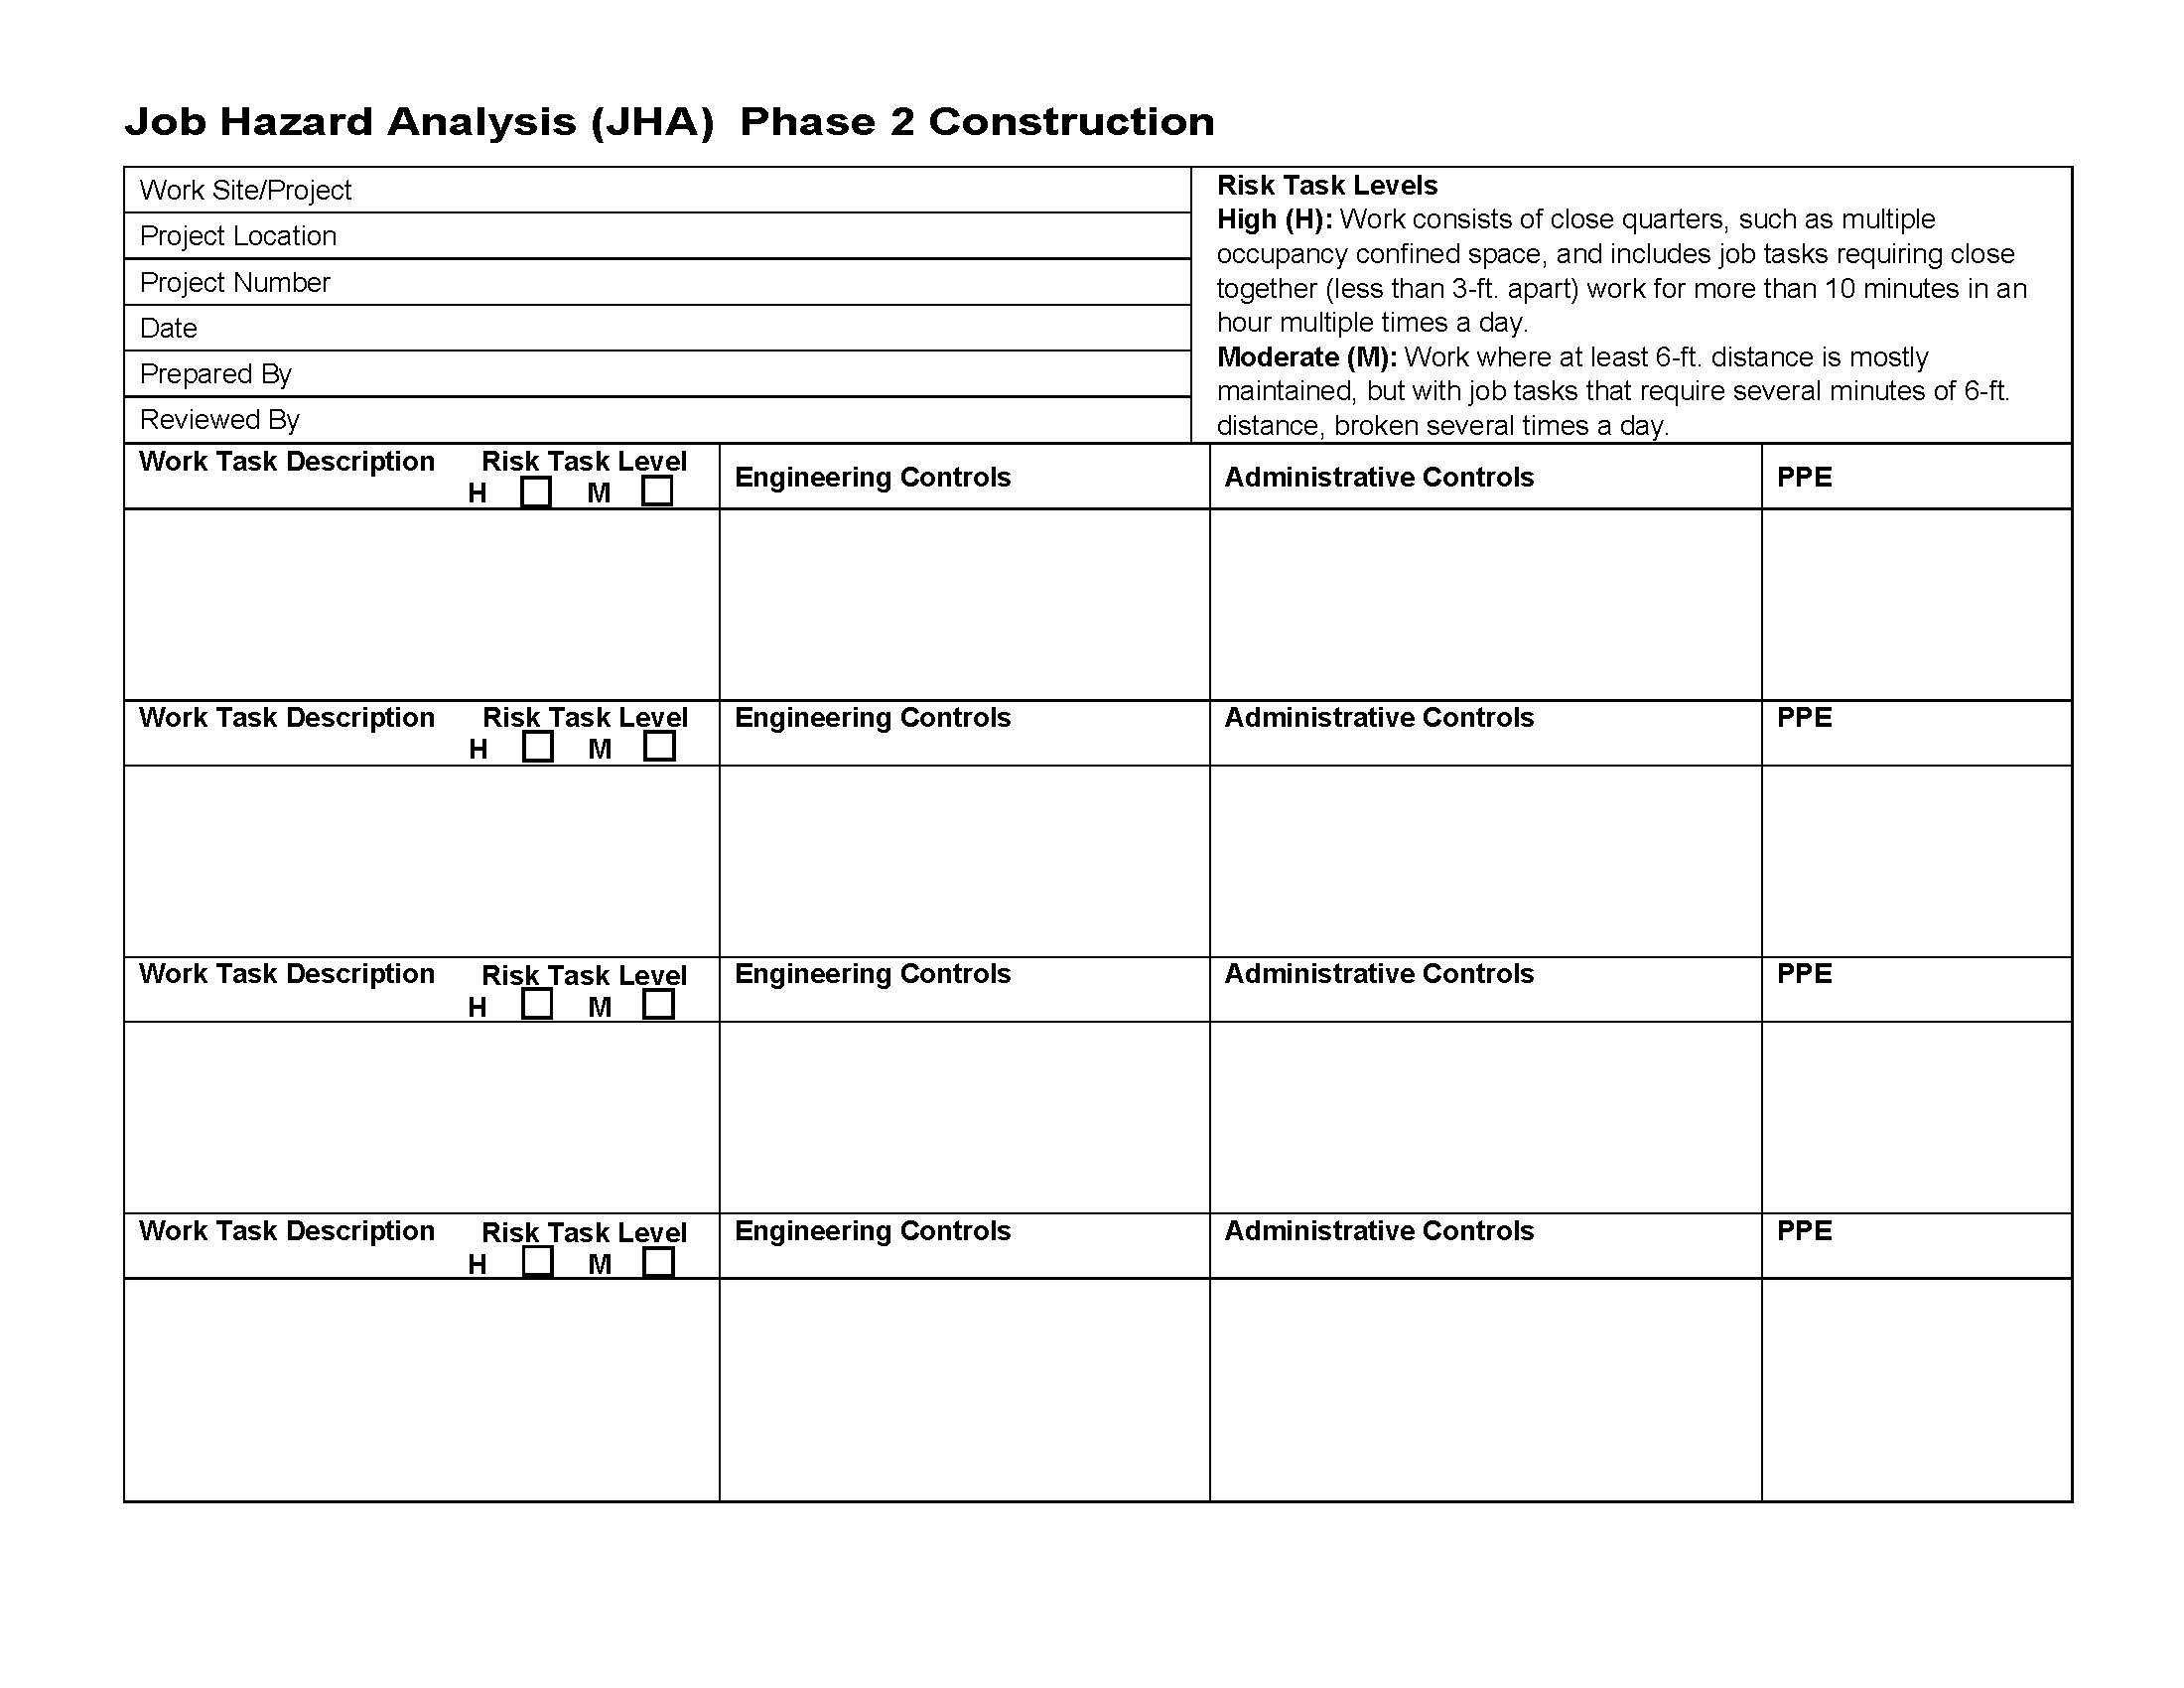 Job Hazard Analysis (JHA)  Phase 2 Construction
Work Site/Project
Project Location
Project Number
Date
Prepared By
Reviewed By
Risk Task Levels
High (H): Work consists of close quarters, such as multiple
occupancy confined space, and includes job tasks requiring close
together (less than 3-ft. apart) work for more than 10 minutes in an
hour multiple times a day.
Moderate (M): Work where at least 6-ft. distance is mostly
maintained, but with job tasks that require several minutes of 6-ft.
distance, broken several times a day.
Work Task Description Risk Task Level
H M
Engineering Controls
Administrative Controls
PPE
Work Task Description Risk Task Level
H M
Engineering Controls
Administrative Controls
PPE
Work Task Description Risk Task Level
H M
Engineering Controls
Administrative Controls
PPE
Work Task Description Risk Task Level
H M
Engineering Controls
Administrative Controls
PPE